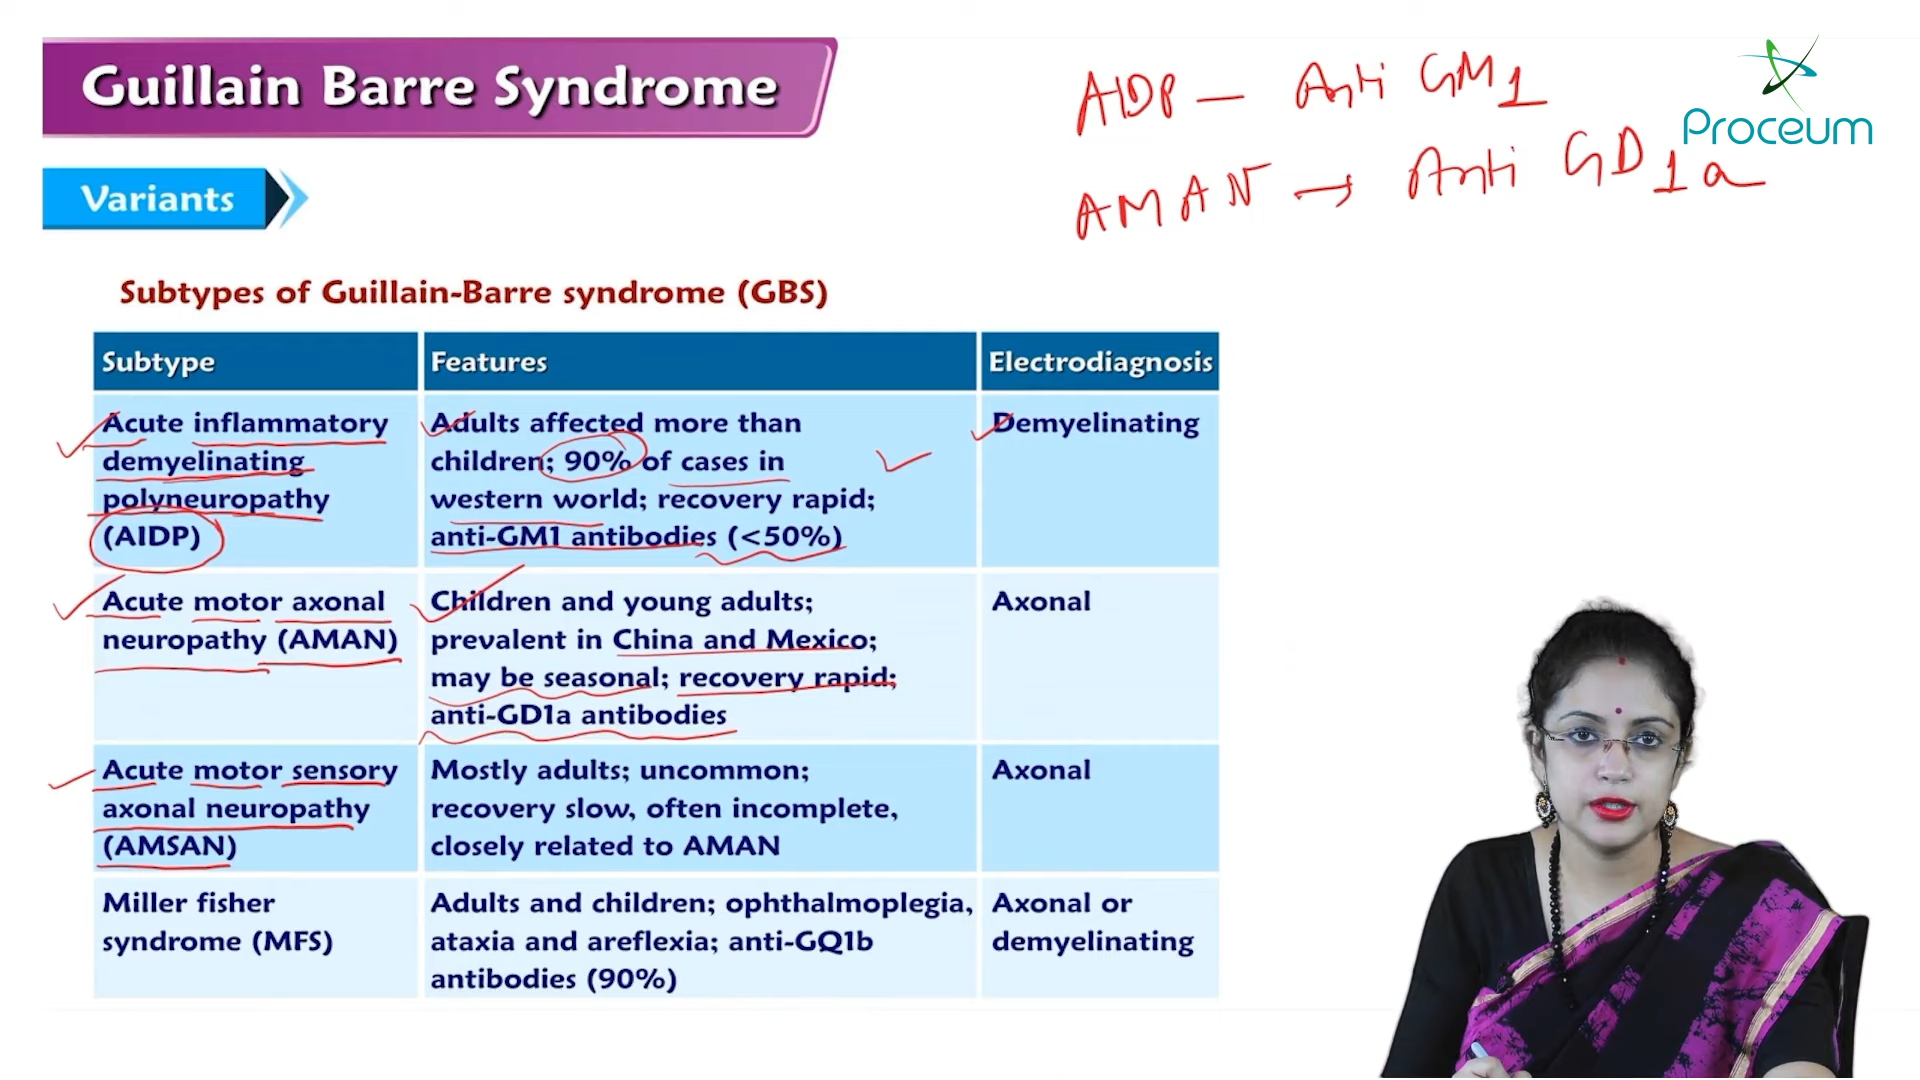 Guillain Barre Syndrome
AIDP - Anti GM1
Proceum
AMAN → Anti GD1a
Variants
Subtypes of Guillain-Barre syndrome (GBS)
Subtype Features Electrodiagnosis
Acute inflammatory
demyelinating
polyneuropathy
(AIDP)
Adults affected more than
children; 90% of cases in
western world; recovery rapid;
anti-GM1 antibodies (<50%)
Demyelinating
Acute motor axonal
neuropathy (AMAN)
Children and young adults;
prevalent in China and Mexico;
may be seasonal; recovery rapid;
anti-GD1a antibodies
Axonal
Acute motor sensory
axonal neuropathy
(AMSAN)
Mostly adults; uncommon;
recovery slow, often incomplete,
closely related to AMAN
Axonal
Miller fisher
syndrome (MFS)
Adults and children; ophthalmoplegia,
ataxia and areflexia; anti-GQ1b
antibodies (90%)
Axonal or
demyelinating